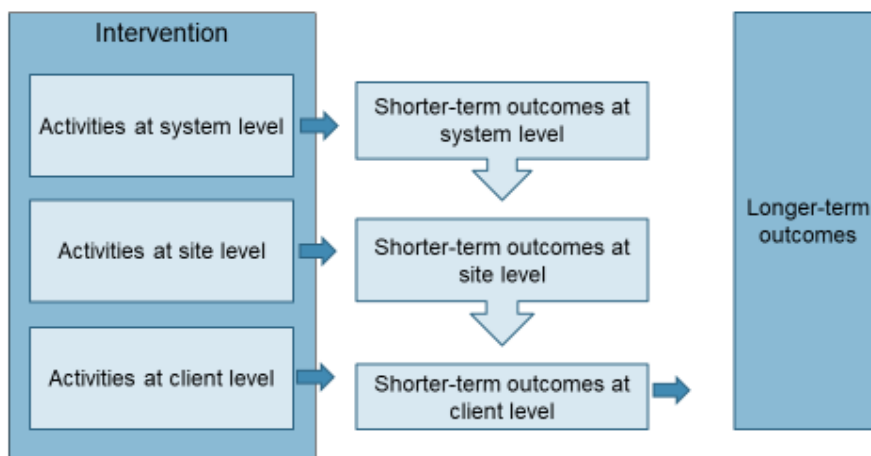 Intervention
Activities at system level
Shorter-term outcomes at
system level
Activities at site level
Shorter-term outcomes at
site level
Activities at client level
Shorter-term outcomes at
client level
Longer-term
outcomes